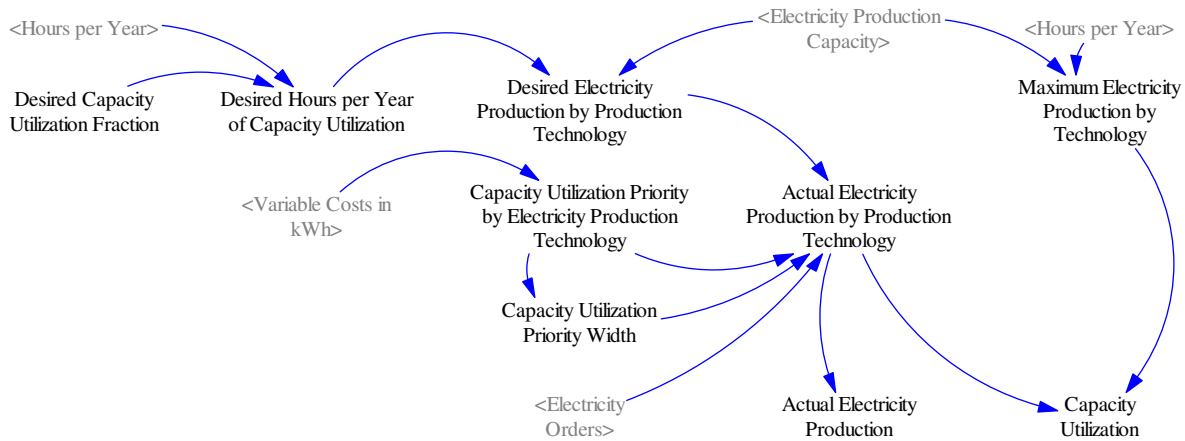 <Hours per Year>
<Electricity Production
Capacity>
<Hours per Year>
Desired Capacity
Utilization Fraction
Desired Hours per Year
of Capacity Utilization
Desired Electricity
Production by Production
Technology
Maximum Electricity
Production by
Technology
<Variable Costs in
kWh>
Capacity Utilization Priority
by Electricity Production
Technology
Actual Electricity
Production by Production
Technology
Capacity Utilization
Priority Width
<Electricity
Orders>
Actual Electricity
Production
Capacity
Utilization